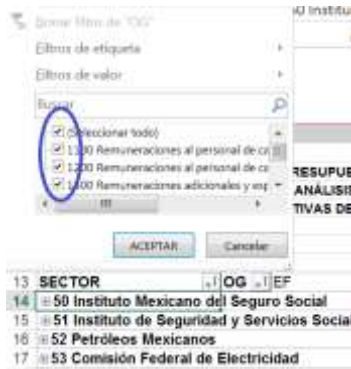 50 Institu
Borrar filtro de "OG"
Filtros de etiqueta
Filtros de valor
Buscar
(Seleccionar todo)
1100 Remuneraciones al personal de ca
1200 Remuneraciones al personal de ca
1300 Remuneraciones adicionales y esp
RESUPUE
ANÁLISIS
TIVAS DE
ACEPTAR Cancelar
13 SECTOR OG EF
14 50 Instituto Mexicano del Seguro Social
15 51 Instituto de Seguridad y Servicios Social
16 52 Petróleos Mexicanos
17 53 Comisión Federal de Electricidad